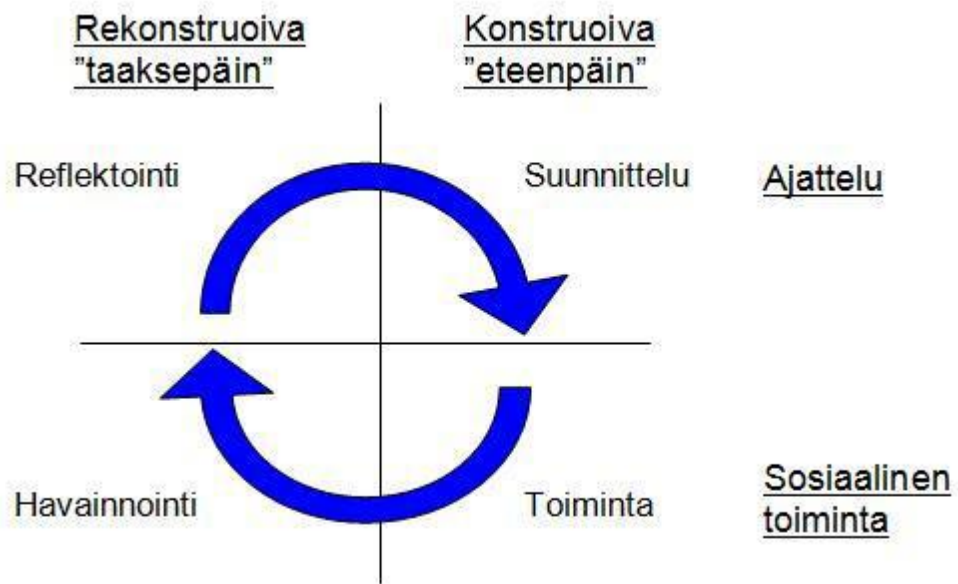 Rekonstruoiva
"taaksepäin"
Konstruoiva
"eteenpäin"
Reflektointi
Suunnittelu
Ajattelu
Havainnointi
Toiminta
Sosiaalinen
toiminta